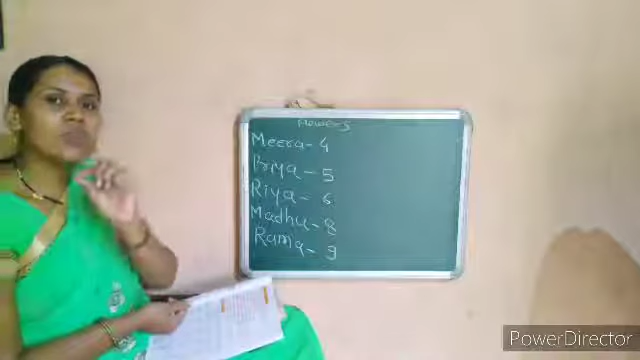 Flowers
Meera - 4
Priya - 5
Riya - 6
Madhu - 8
Rama - 9
PowerDirector